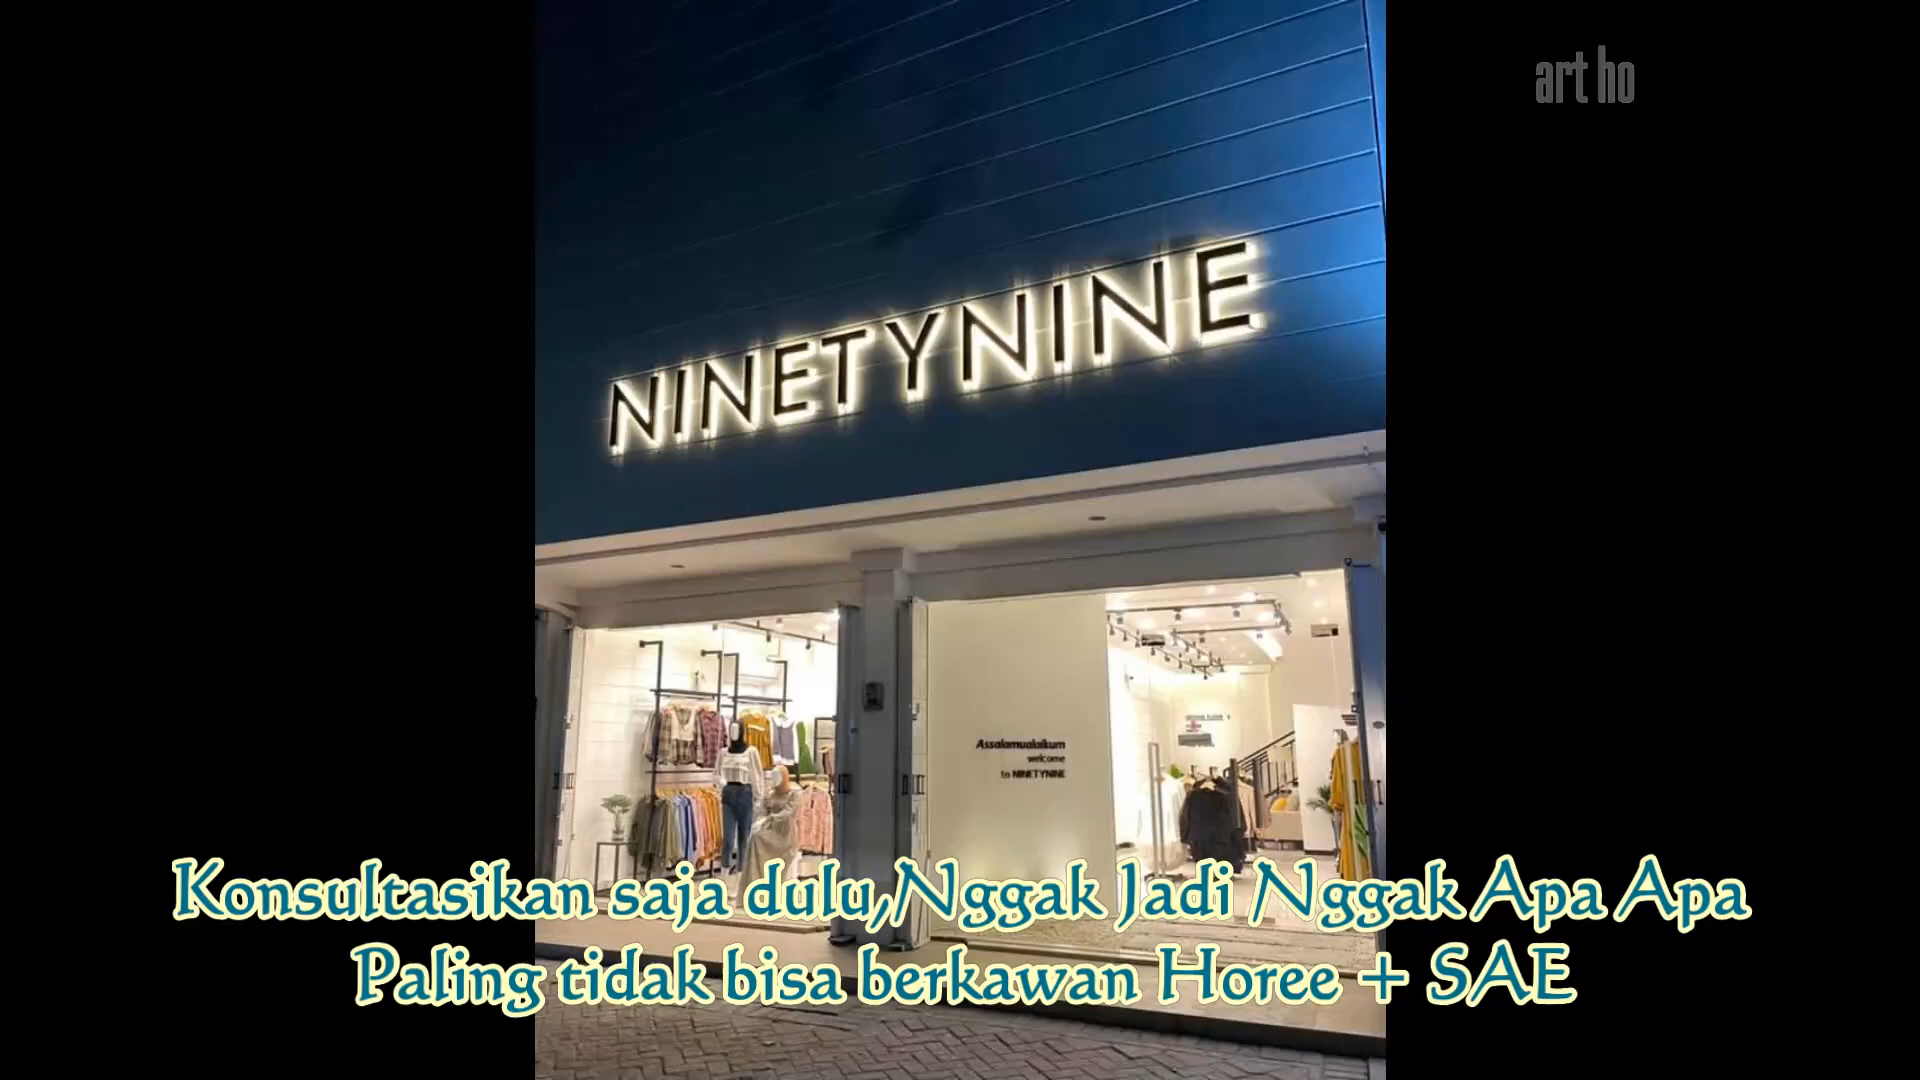 art ho
NINETYNINE
Assalamualaikum
welcome
to NINETYNINE
Konsultasikan saja dulu,Nggak Jadi Nggak Apa Apa
Paling tidak bisa berkawan Horee + SAE